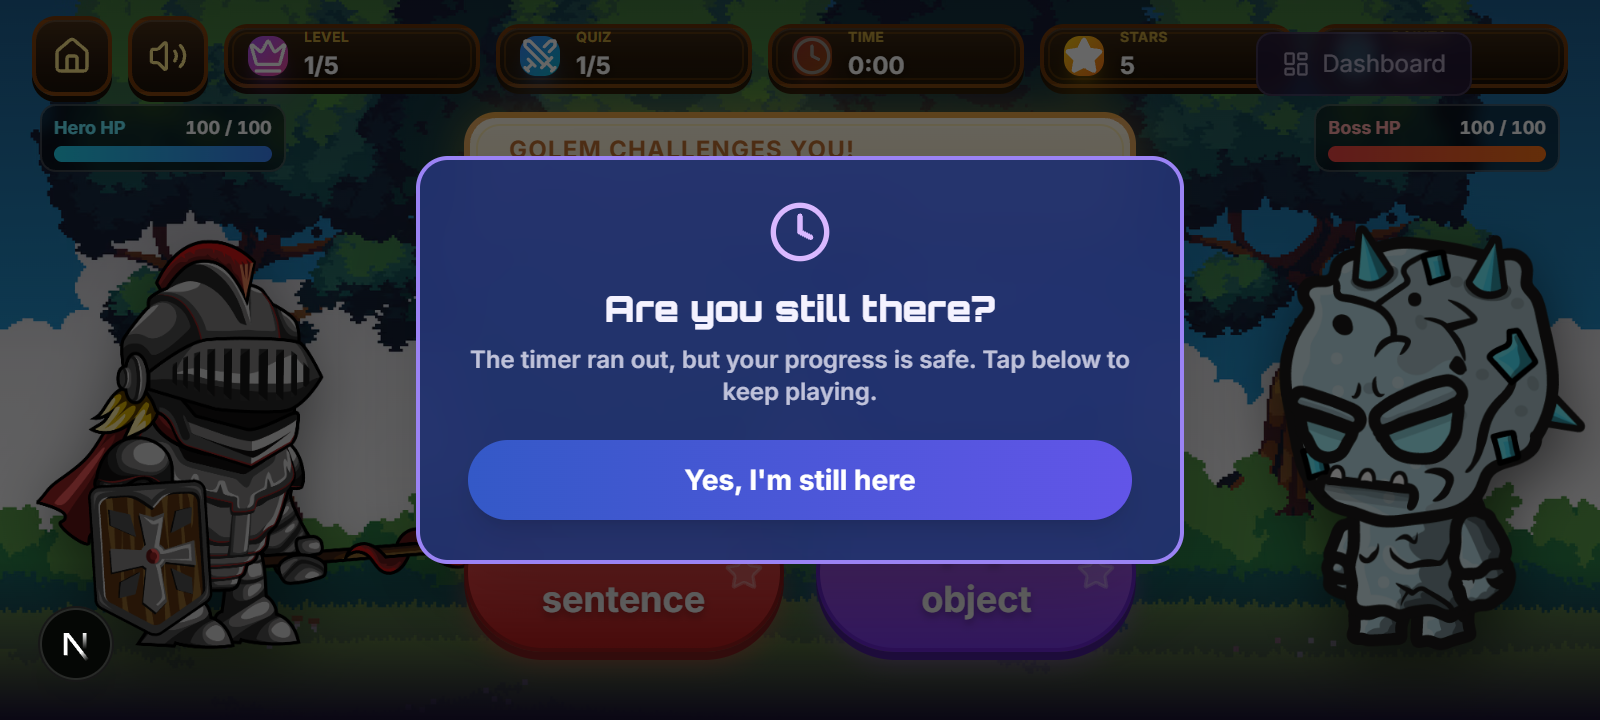 LEVEL
1/5
QUIZ
1/5
TIME
0:00
STARS
5
Dashboard
Hero HP 100 / 100
Boss HP 100 / 100
GOLEM CHALLENGES YOU!
Are you still there?
The timer ran out, but your progress is safe. Tap below to
keep playing.
Yes, I'm still here
sentence
object
N